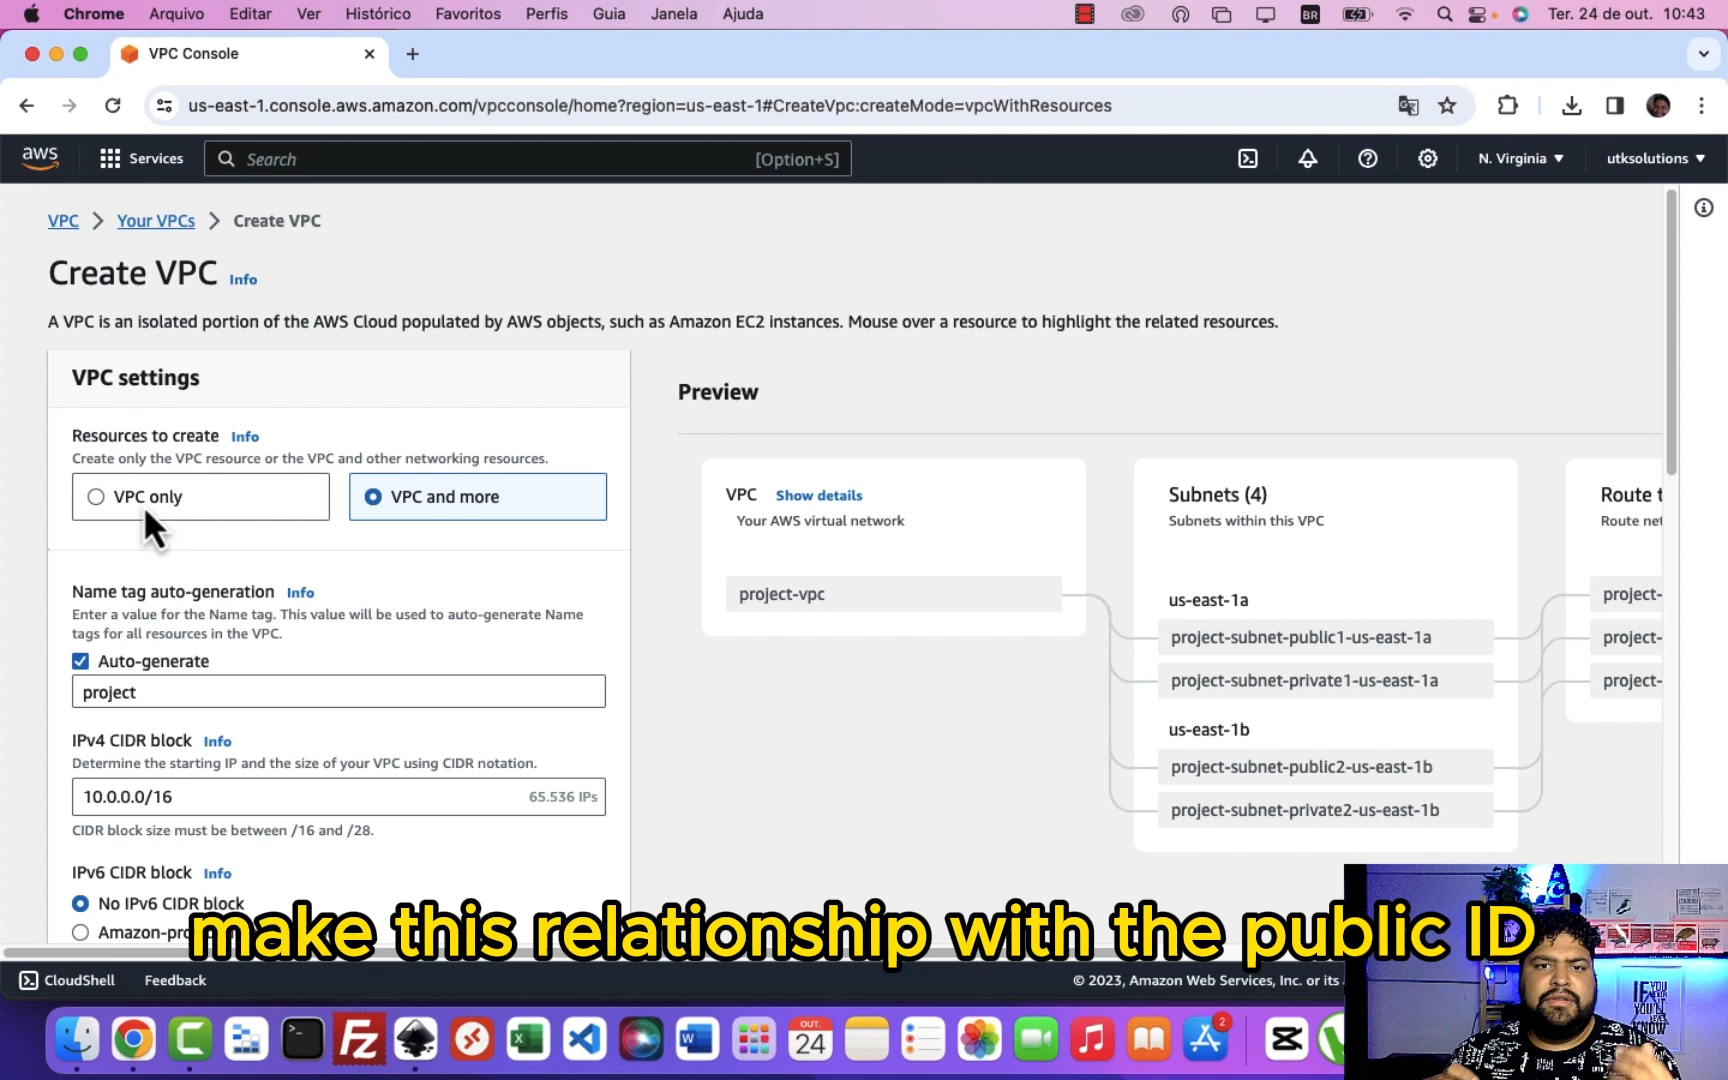 Chrome Arquivo Editar Ver Histórico Favoritos Perfis Guia Janela Ajuda BR Ter. 24 de out. 10:43
VPC Console
us-east-1.console.aws.amazon.com/vpcconsole/home?region=us-east-1#CreateVpc:createMode=vpcWithResources
aws Services Search [Option+S] N. Virginia utksolutions
VPC Your VPCs Create VPC
Create VPC Info
A VPC is an isolated portion of the AWS Cloud populated by AWS objects, such as Amazon EC2 instances. Mouse over a resource to highlight the related resources.
VPC settings
Resources to create Info
Create only the VPC resource or the VPC and other networking resources.
VPC only VPC and more
Name tag auto-generation Info
Enter a value for the Name tag. This value will be used to auto-generate Name
tags for all resources in the VPC.
Auto-generate
project
IPv4 CIDR block Info
Determine the starting IP and the size of your VPC using CIDR notation.
10.0.0.0/16 65.536 IPs
CIDR block size must be between /16 and /28.
IPv6 CIDR block Info
No IPv6 CIDR block
Amazon-pro
Preview
VPC Show details
Your AWS virtual network
project-vpc
Subnets (4)
Subnets within this VPC
us-east-1a
project-subnet-public1-us-east-1a
project-subnet-private1-us-east-1a
us-east-1b
project-subnet-public2-us-east-1b
project-subnet-private2-us-east-1b
Route t
Route net
project-
project-
project-
make this relationship with the public ID
CloudShell Feedback © 2023, Amazon Web Services, Inc. or its
IF YOU NEVER
YOU'LL
KNOW
OUT.
24
2